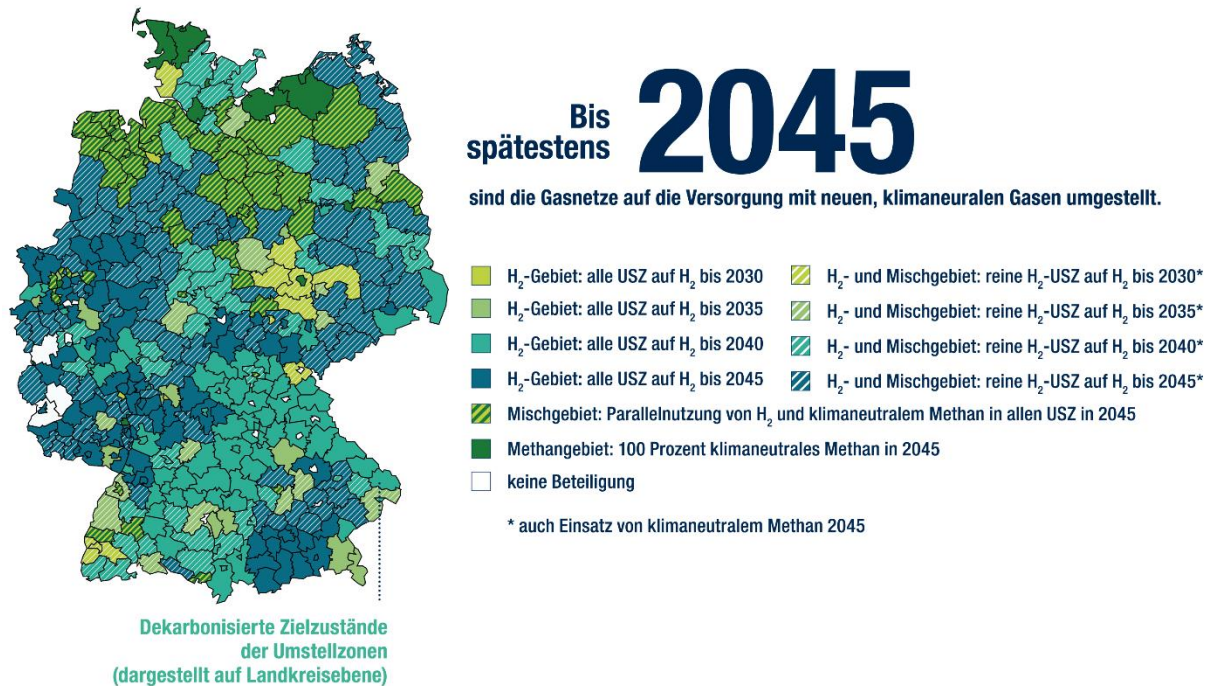 Bis
spätestens
2045
sind die Gasnetze auf die Versorgung mit neuen, klimaneuralen Gasen umgestellt.
H₂-Gebiet: alle USZ auf H₂ bis 2030
H₂-Gebiet: alle USZ auf H₂ bis 2035
H₂-Gebiet: alle USZ auf H₂ bis 2040
H₂-Gebiet: alle USZ auf H₂ bis 2045
H₂- und Mischgebiet: reine H₂-USZ auf H₂ bis 2030*
H₂- und Mischgebiet: reine H₂-USZ auf H₂ bis 2035*
H₂- und Mischgebiet: reine H₂-USZ auf H₂ bis 2040*
H₂- und Mischgebiet: reine H₂-USZ auf H₂ bis 2045*
Mischgebiet: Parallelnutzung von H₂ und klimaneutralem Methan in allen USZ in 2045
Methangebiet: 100 Prozent klimaneutrales Methan in 2045
keine Beteiligung
* auch Einsatz von klimaneutralem Methan 2045
Dekarbonisierte Zielzustände
der Umstellzonen
(dargestellt auf Landkreisebene)